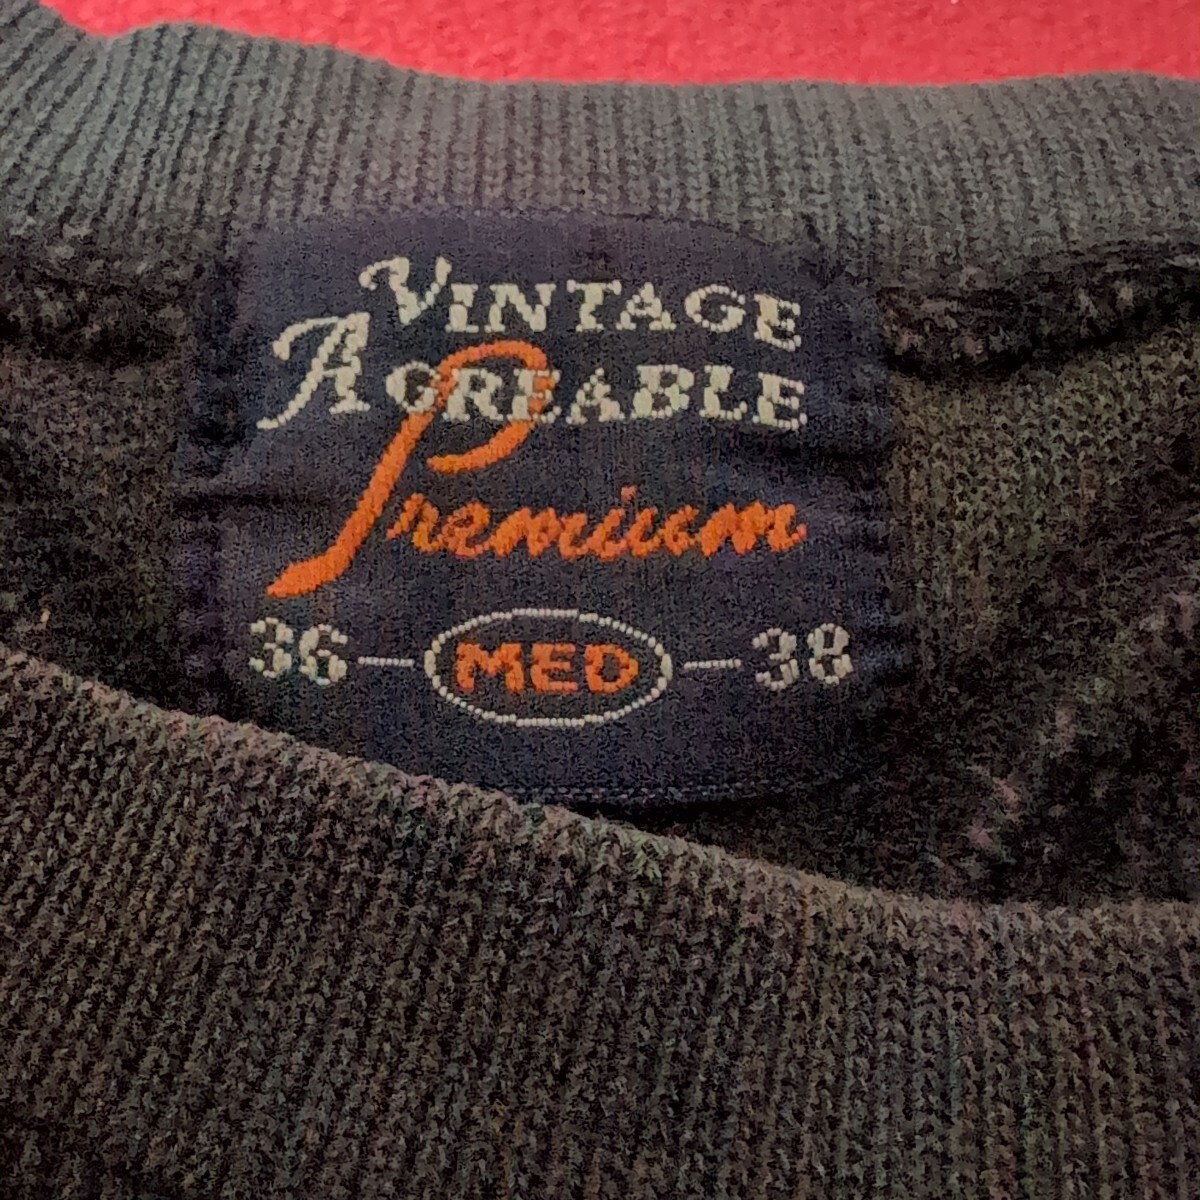 VINTAGE
AGREABLE
Premium
36 — MED — 38